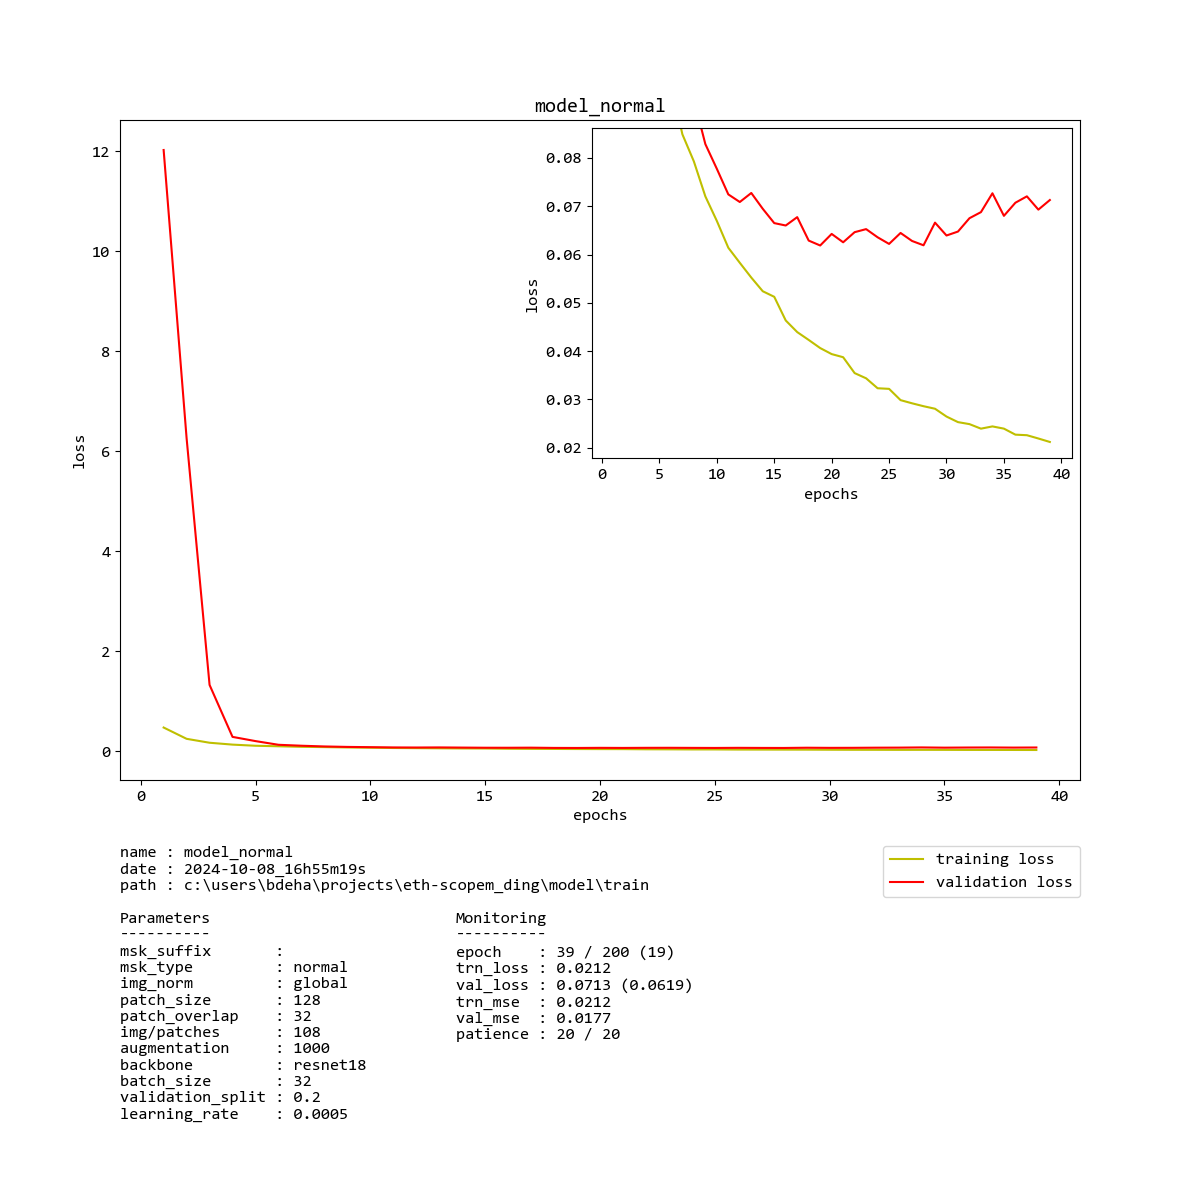 model_normal
12
10
8
6
4
2
0
loss
0 5 10 15 20 25 30 35 40
epochs
0.08
0.07
0.06
0.05
0.04
0.03
0.02
loss
0 5 10 15 20 25 30 35 40
epochs
name : model_normal
date : 2024-10-08_16h55m19s
path : c:\users\bdeha\projects\eth-scopem_ding\model\train
training loss
validation loss
Parameters
----------
msk_suffix       :
msk_type         : normal
img_norm         : global
patch_size       : 128
patch_overlap    : 32
img/patches      : 108
augmentation     : 1000
backbone         : resnet18
batch_size       : 32
validation_split : 0.2
learning_rate    : 0.0005
Monitoring
----------
epoch    : 39 / 200 (19)
trn_loss : 0.0212
val_loss : 0.0713 (0.0619)
trn_mse  : 0.0212
val_mse  : 0.0177
patience : 20 / 20